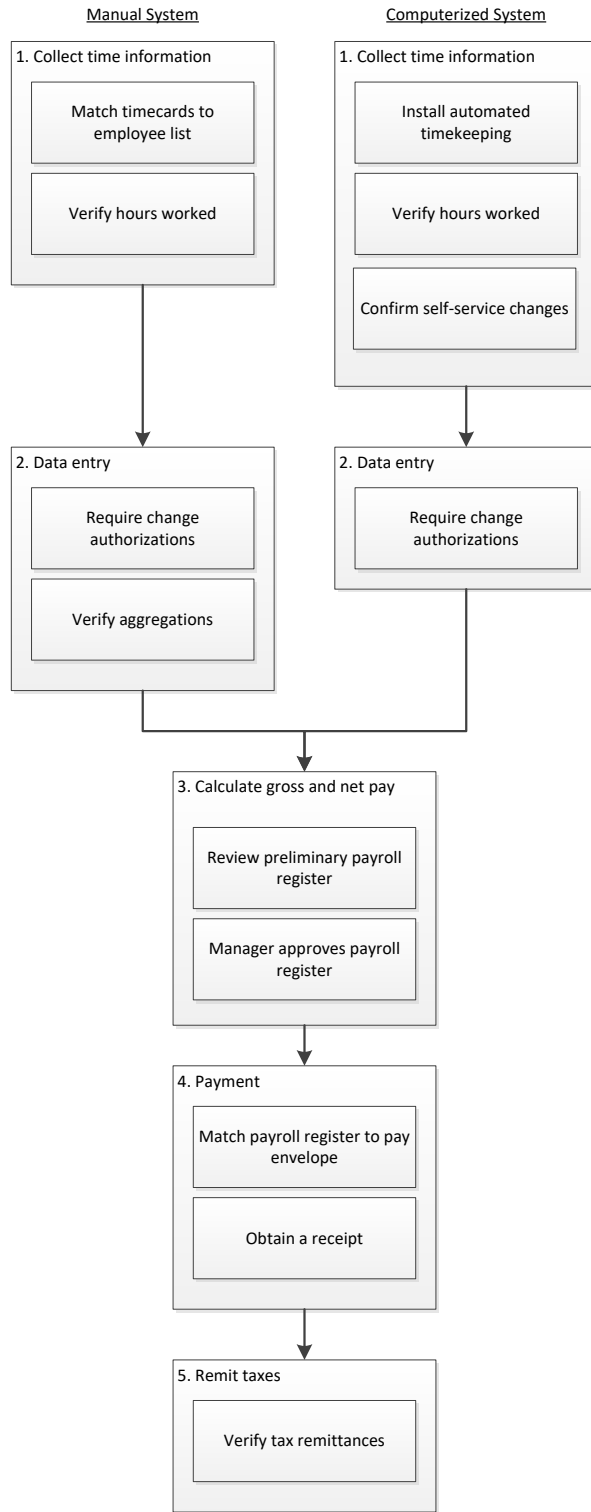 Manual System
Computerized System
1. Collect time information
Match timecards to
employee list
Verify hours worked
1. Collect time information
Install automated
timekeeping
Verify hours worked
Confirm self-service changes
2. Data entry
Require change
authorizations
Verify aggregations
2. Data entry
Require change
authorizations
3. Calculate gross and net pay
Review preliminary payroll
register
Manager approves payroll
register
4. Payment
Match payroll register to pay
envelope
Obtain a receipt
5. Remit taxes
Verify tax remittances